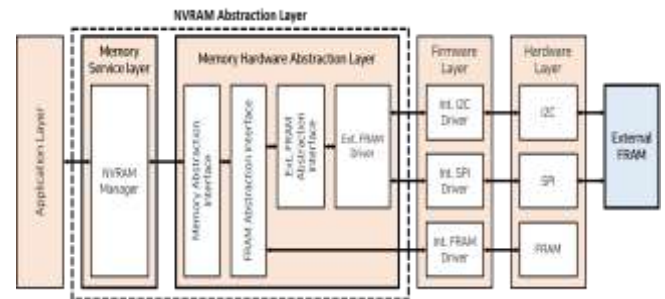 NVRAM Abstraction Layer
Application Layer
Memory
Service layer
NVRAM
Manager
Memory Hardware Abstraction Layer
Memory Abstraction
Interface
FRAM Abstraction Interface
Ext. FRAM
Abstraction
Interface
Ext. FRAM
Driver
Firmware
Layer
Int. I2C
Driver
Int. SPI
Driver
Int. FRAM
Driver
Hardware
Layer
I2C
SPI
FRAM
External
FRAM